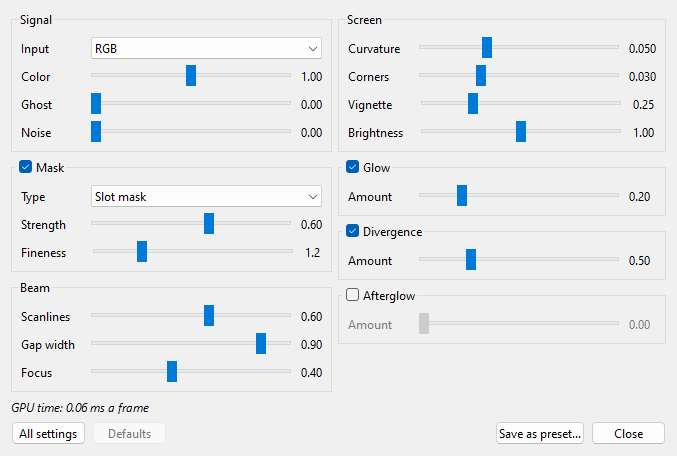 Signal
Input RGB
Color 1.00
Ghost 0.00
Noise 0.00
Mask
Type Slot mask
Strength 0.60
Fineness 1.2
Beam
Scanlines 0.60
Gap width 0.90
Focus 0.40
Screen
Curvature 0.050
Corners 0.030
Vignette 0.25
Brightness 1.00
Glow
Amount 0.20
Divergence
Amount 0.50
Afterglow
Amount 0.00
GPU time: 0.06 ms a frame
All settings Defaults Save as preset... Close